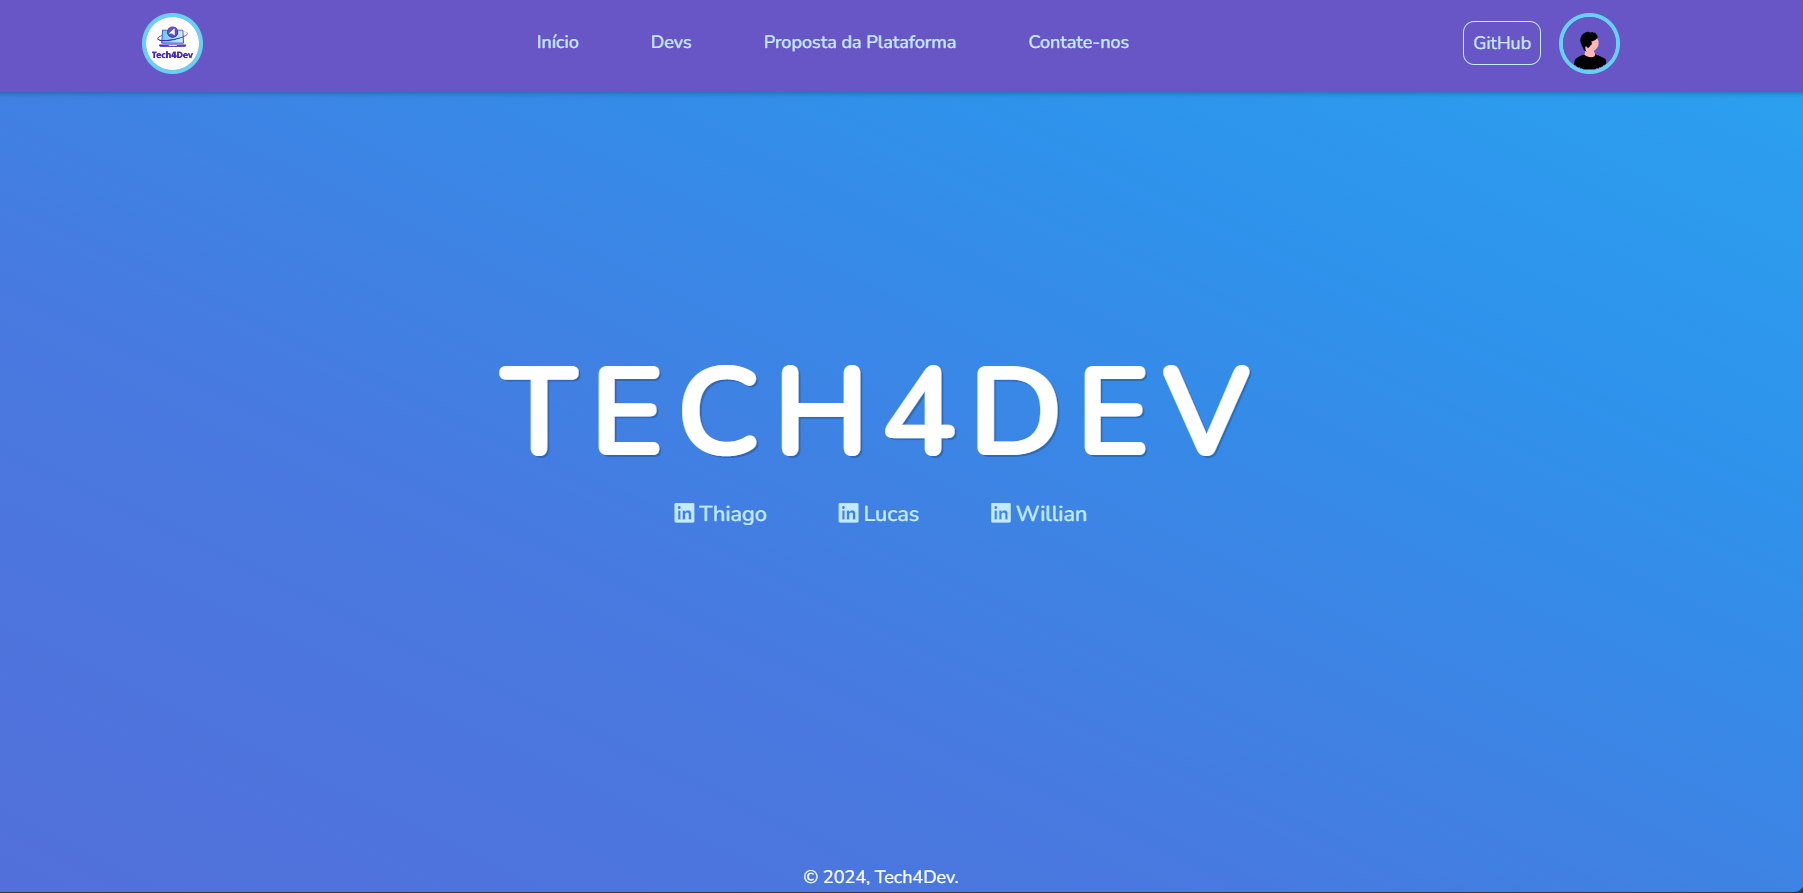 Tech4Dev
Início Devs Proposta da Plataforma Contate-nos GitHub
TECH4DEV
in Thiago in Lucas in Willian
© 2024, Tech4Dev.